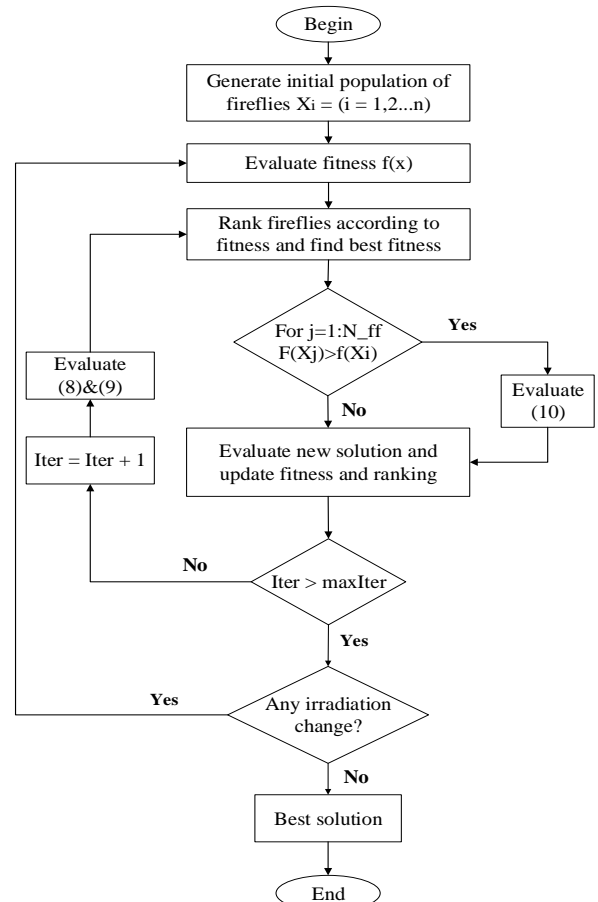 Begin
Generate initial population of
fireflies Xi = (i = 1,2...n)
Evaluate fitness f(x)
Rank fireflies according to
fitness and find best fitness
For j=1:N_ff
F(Xj)>f(Xi)
Yes
Evaluate
(10)
No
Evaluate
(8)&(9)
Iter = Iter + 1
Evaluate new solution and
update fitness and ranking
No
Iter > maxIter
Yes
Yes
Any irradiation
change?
No
Best solution
End